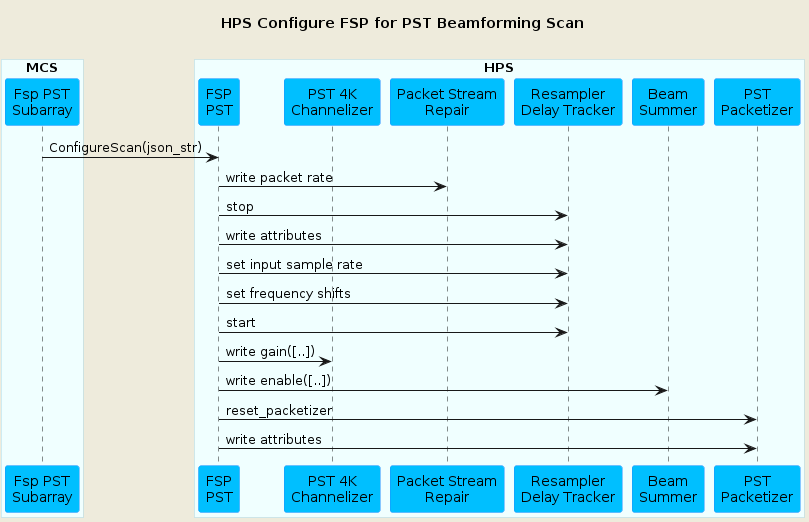 HPS Configure FSP for PST Beamforming Scan
MCS
HPS
Fsp PST
Subarray
FSP
PST
PST 4K
Channelizer
Packet Stream
Repair
Resampler
Delay Tracker
Beam
Summer
PST
Packetizer
ConfigureScan(json_str)
write packet rate
stop
write attributes
set input sample rate
set frequency shifts
start
write gain([..])
write enable([..])
reset_packetizer
write attributes
Fsp PST
Subarray
FSP
PST
PST 4K
Channelizer
Packet Stream
Repair
Resampler
Delay Tracker
Beam
Summer
PST
Packetizer